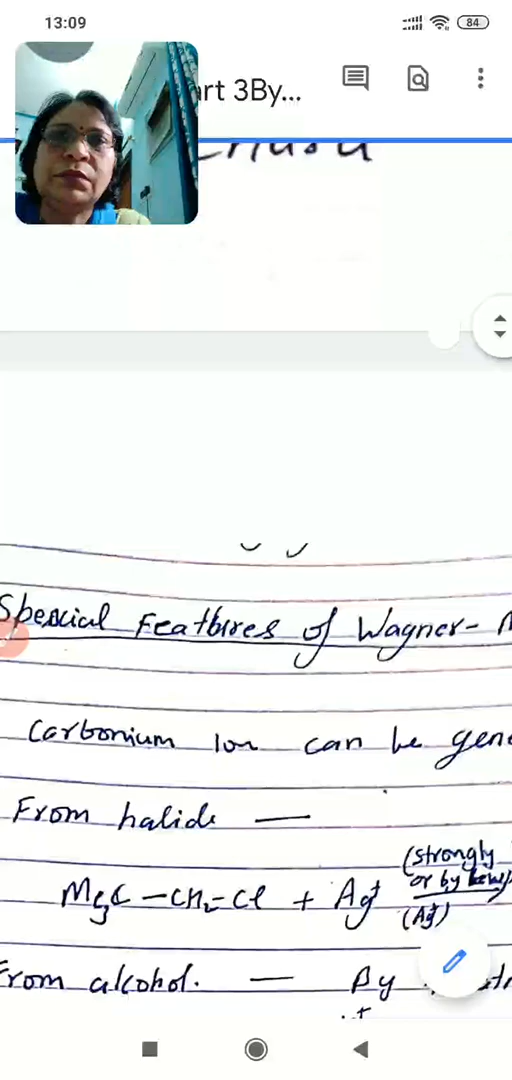 13:09
84
art 3By...
Special Features of Wagner-
Carbonium Ion can be gene
From halide —
(strongly
Me3C-CH2-Cl + Ag+ or by
(Ag+)
From alcohol. — By